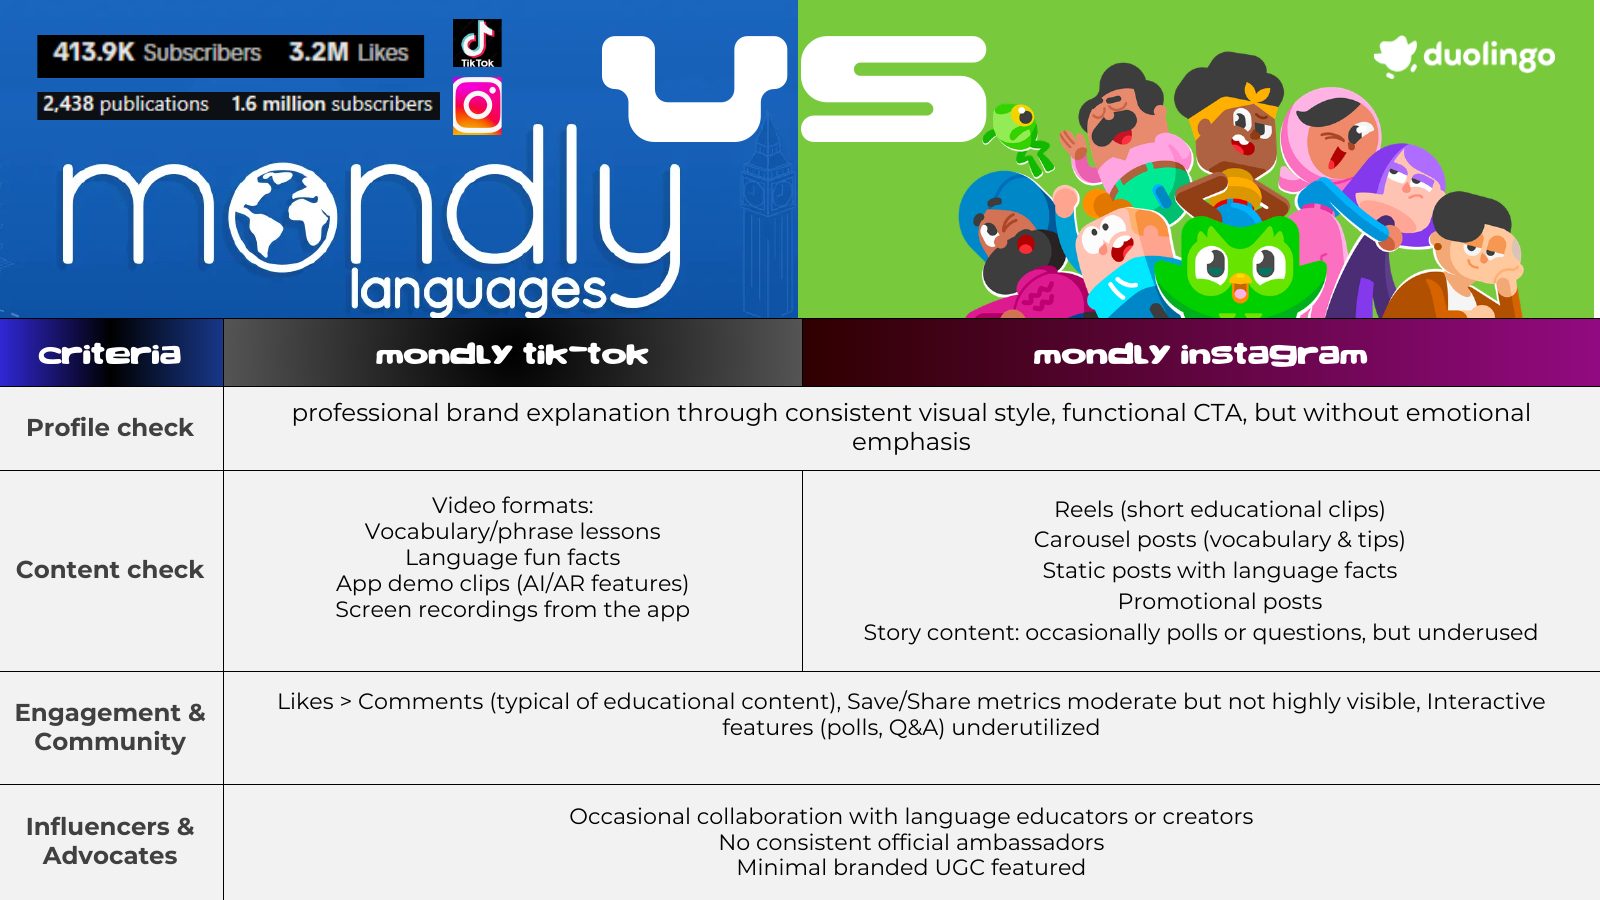 413.9K Subscribers 3.2M Likes
TikTok
2,438 publications 1.6 million subscribers
mondly
languages
VS
duolingo
criteria
mondly tik-tok
mondly instagram
Profile check
professional brand explanation through consistent visual style, functional CTA, but without emotional
emphasis
Content check
Video formats:
Vocabulary/phrase lessons
Language fun facts
App demo clips (AI/AR features)
Screen recordings from the app
Reels (short educational clips)
Carousel posts (vocabulary & tips)
Static posts with language facts
Promotional posts
Story content: occasionally polls or questions, but underused
Engagement &
Community
Likes > Comments (typical of educational content), Save/Share metrics moderate but not highly visible, Interactive
features (polls, Q&A) underutilized
Influencers &
Advocates
Occasional collaboration with language educators or creators
No consistent official ambassadors
Minimal branded UGC featured